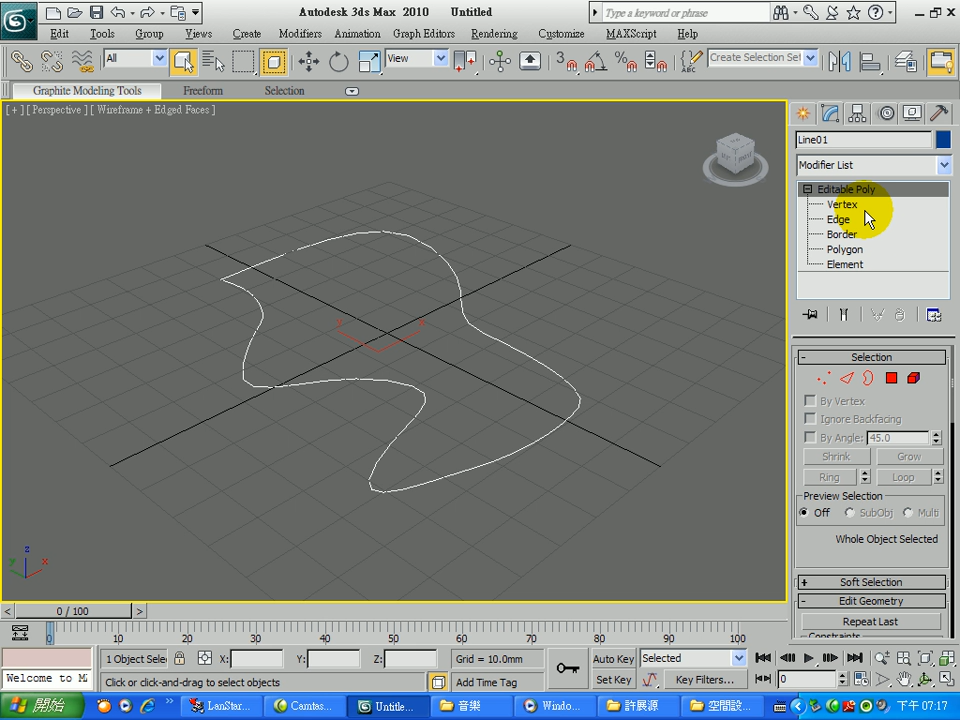 Autodesk 3ds Max 2010 Untitled
Type a keyword or phrase
Edit Tools Group Views Create Modifiers Animation Graph Editors Rendering Customize MAXScript Help
All View 3 Create Selection Set
Graphite Modeling Tools Freeform Selection
[ + ] [ Perspective ] [ Wireframe + Edged Faces ]
Line01
Modifier List
Editable Poly
Vertex
Edge
Border
Polygon
Element
- Selection
By Vertex
Ignore Backfacing
By Angle: 45.0
Shrink Grow
Ring Loop
Preview Selection
Off SubObj Multi
Whole Object Selected
+ Soft Selection
- Edit Geometry
Repeat Last
Constraints
z
y x
< 0 / 100 >
0 10 20 30 40 50 60 70 80 90 100
1 Object Sele X: Y: Z: Grid = 10.0mm Auto Key Selected
Welcome to M Click or click-and-drag to select objects Add Time Tag Set Key Key Filters... 0
開始 LanStar... Camtas... Untitle... 音樂 Windo... 許展源 空間設... 下午 07:17